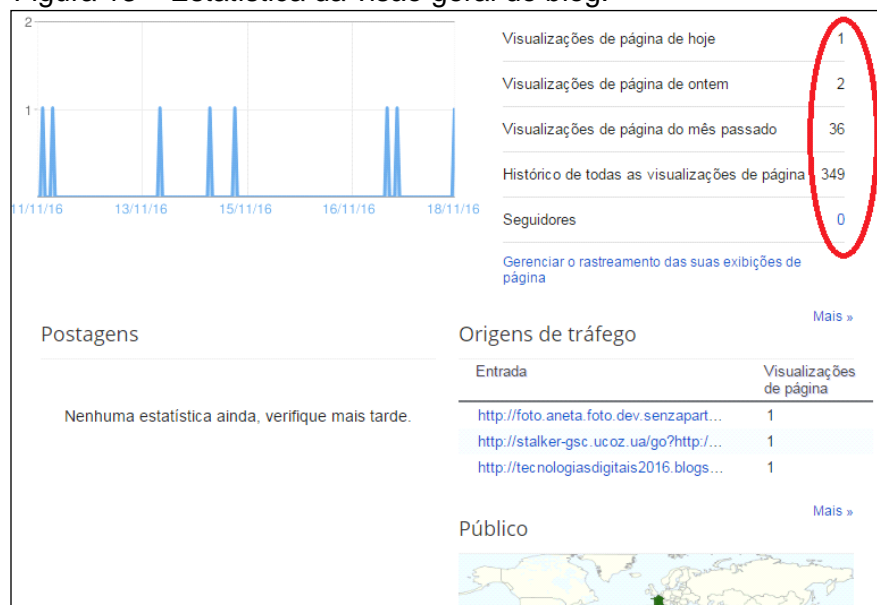 2
1
11/11/16 13/11/16 15/11/16 16/11/16 18/11/16
Visualizações de página de hoje 1
Visualizações de página de ontem 2
Visualizações de página do mês passado 36
Histórico de todas as visualizações de página 349
Seguidores 0
Gerenciar o rastreamento das suas exibições de
página
Mais »
Postagens
Nenhuma estatística ainda, verifique mais tarde.
Origens de tráfego
Entrada Visualizações
de página
http://foto.aneta.foto.dev.senzapart... 1
http://stalker-gsc.ucoz.ua/go?http:/... 1
http://tecnologiasdigitais2016.blogs... 1
Mais »
Público